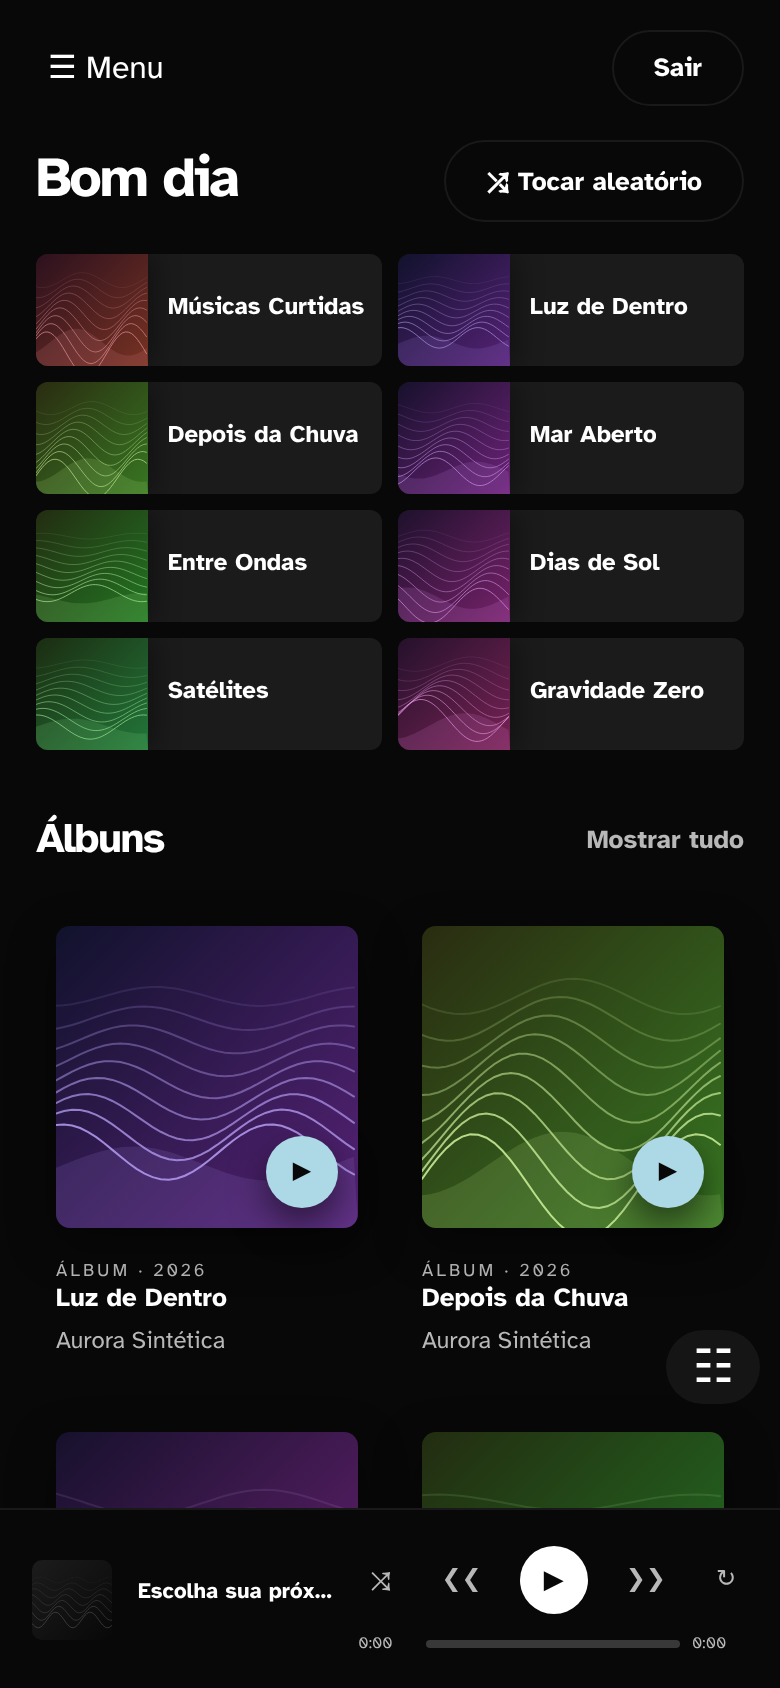 ☰ Menu
Sair
Bom dia
Tocar aleatório
Músicas Curtidas
Luz de Dentro
Depois da Chuva
Mar Aberto
Entre Ondas
Dias de Sol
Satélites
Gravidade Zero
Álbuns
Mostrar tudo
ÁLBUM · 2026
Luz de Dentro
Aurora Sintética
ÁLBUM · 2026
Depois da Chuva
Aurora Sintética
Escolha sua próx...
0:00
0:00